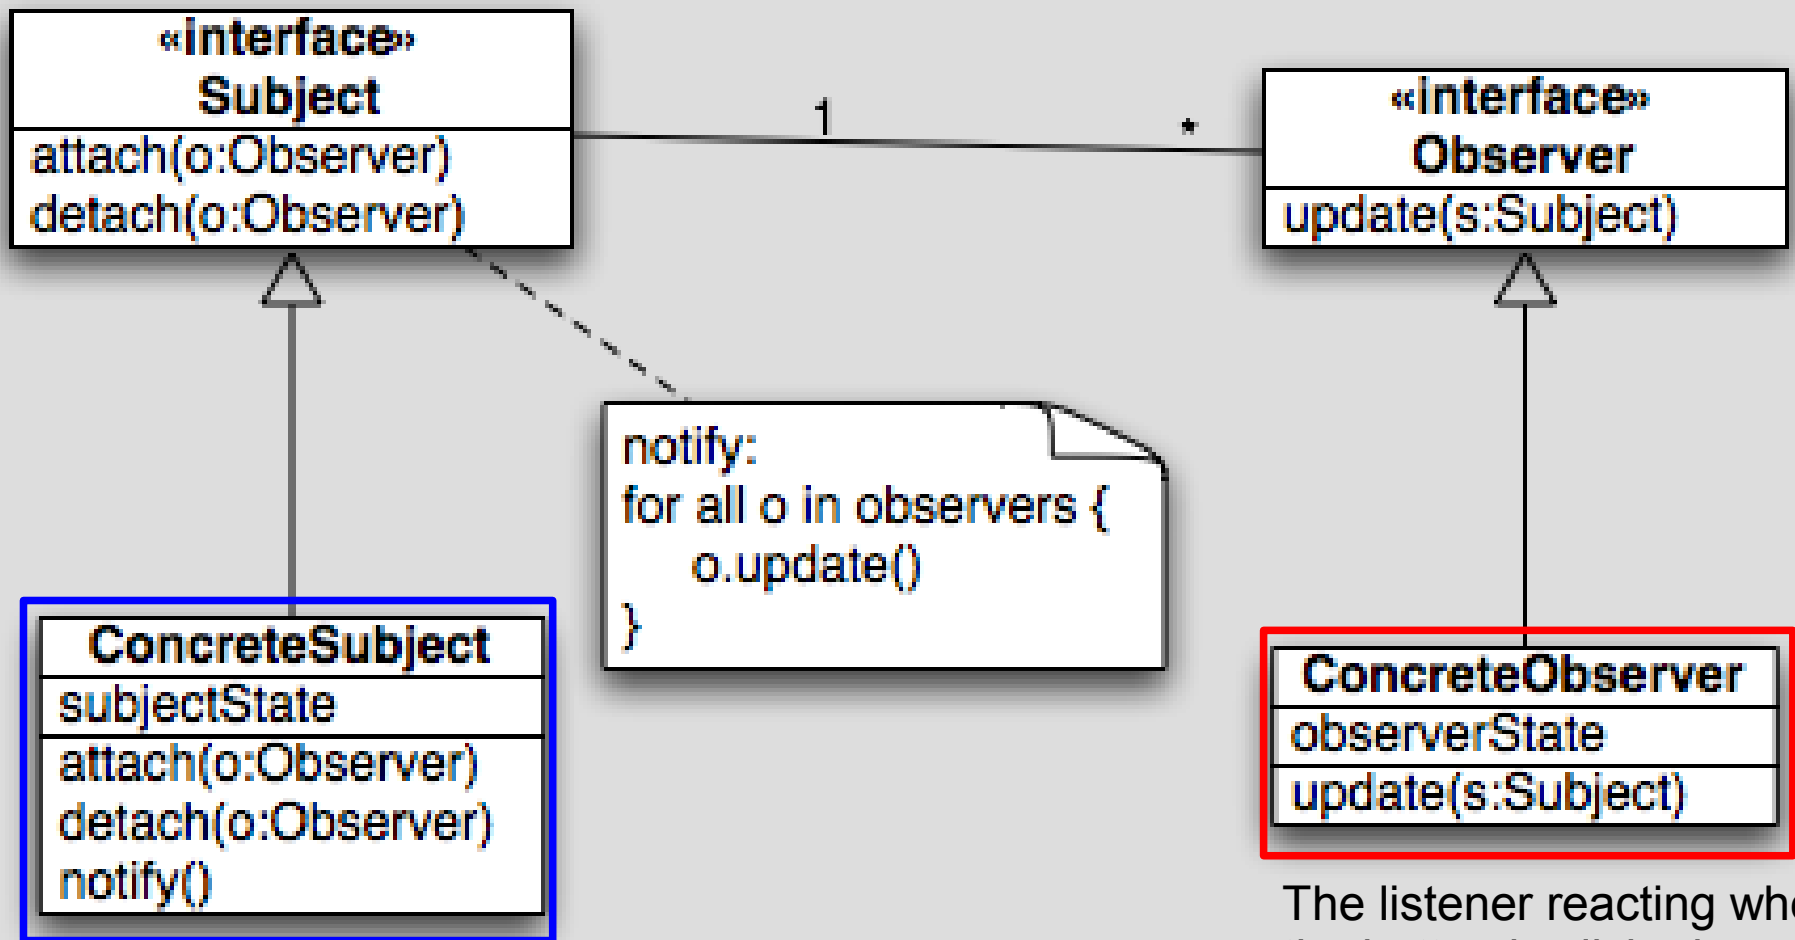 «interface»
Subject
attach(o:Observer)
detach(o:Observer)
1
*
«interface»
Observer
update(s:Subject)
notify:
for all o in observers {
o.update()
}
ConcreteSubject
subjectState
attach(o:Observer)
detach(o:Observer)
notify()
ConcreteObserver
observerState
update(s:Subject)
The listener reacting